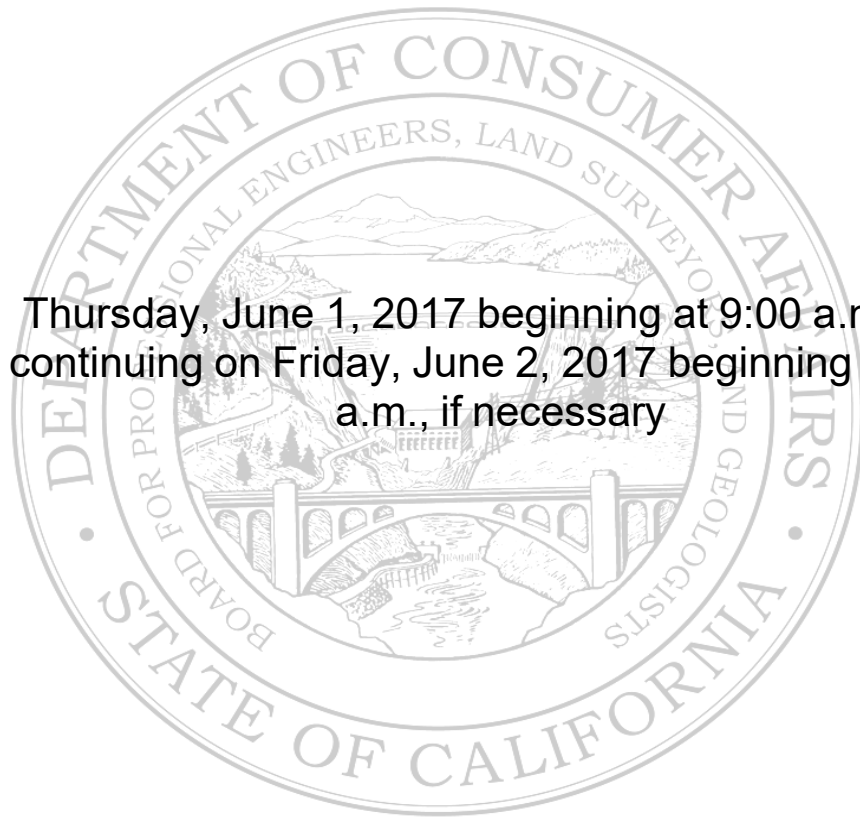 DEPARTMENT OF CONSUMER AFFAIRS
BOARD FOR PROFESSIONAL ENGINEERS, LAND SURVEYORS, AND GEOLOGISTS
Thursday, June 1, 2017 beginning at 9:00 a.
continuing on Friday, June 2, 2017 beginning
a.m., if necessary
• STATE OF CALIFORNIA •